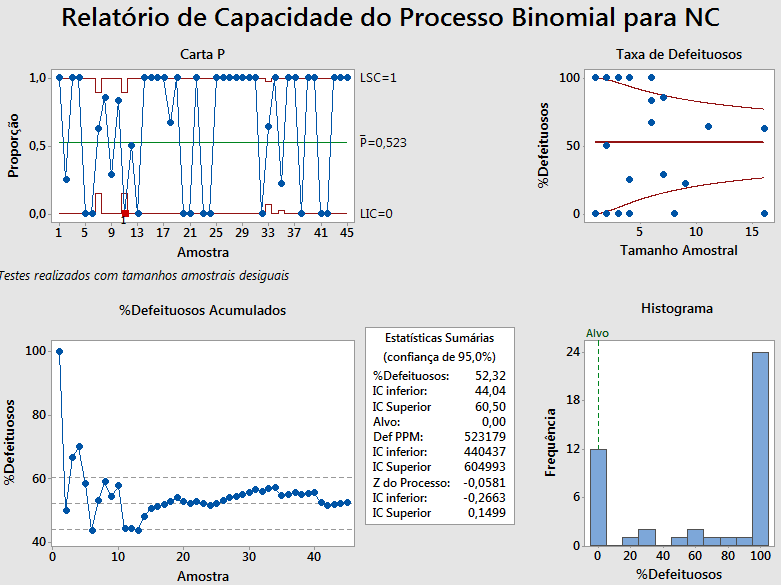 Relatório de Capacidade do Processo Binomial para NC
Carta P
Proporção
1,0
0,5
0,0
LSC=1
P̄=0,523
LIC=0
1
1 5 9 13 17 21 25 29 33 37 41 45
Amostra
Testes realizados com tamanhos amostrais desiguais
Taxa de Defeituosos
%Defeituosos
100
50
0
5 10 15
Tamanho Amostral
%Defeituosos Acumulados
%Defeituosos
100
80
60
40
0 10 20 30 40
Amostra
Estatísticas Sumárias
(confiança de 95,0%)
%Defeituosos: 52,32
IC inferior: 44,04
IC Superior 60,50
Alvo: 0,00
Def PPM: 523179
IC inferior: 440437
IC Superior 604993
Z do Processo: -0,0581
IC inferior: -0,2663
IC Superior 0,1499
Histograma
Alvo
Frequência
24
18
12
6
0
0 20 40 60 80 100
%Defeituosos